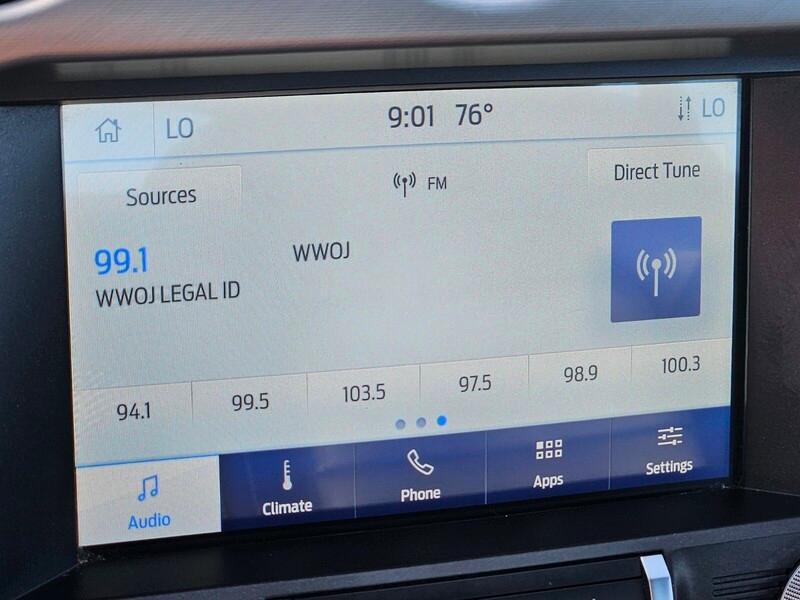 LO
9:01 76°
LO
Sources
FM
Direct Tune
99.1
WWOJ
WWOJ LEGAL ID
94.1
99.5
103.5
97.5
98.9
100.3
Audio
Climate
Phone
Apps
Settings